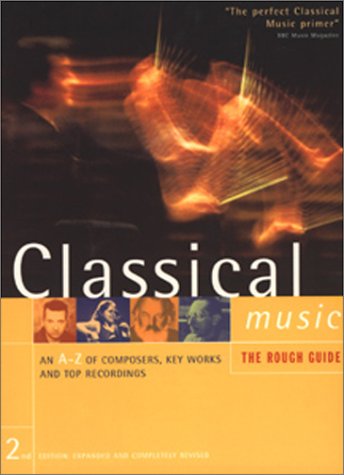 "The perfect Classical
Music primer"
BBC Music Magazine
Classical
music
AN A–Z OF COMPOSERS, KEY WORKS
AND TOP RECORDINGS
THE ROUGH GUIDE
2nd EDITION: EXPANDED AND COMPLETELY REVISED